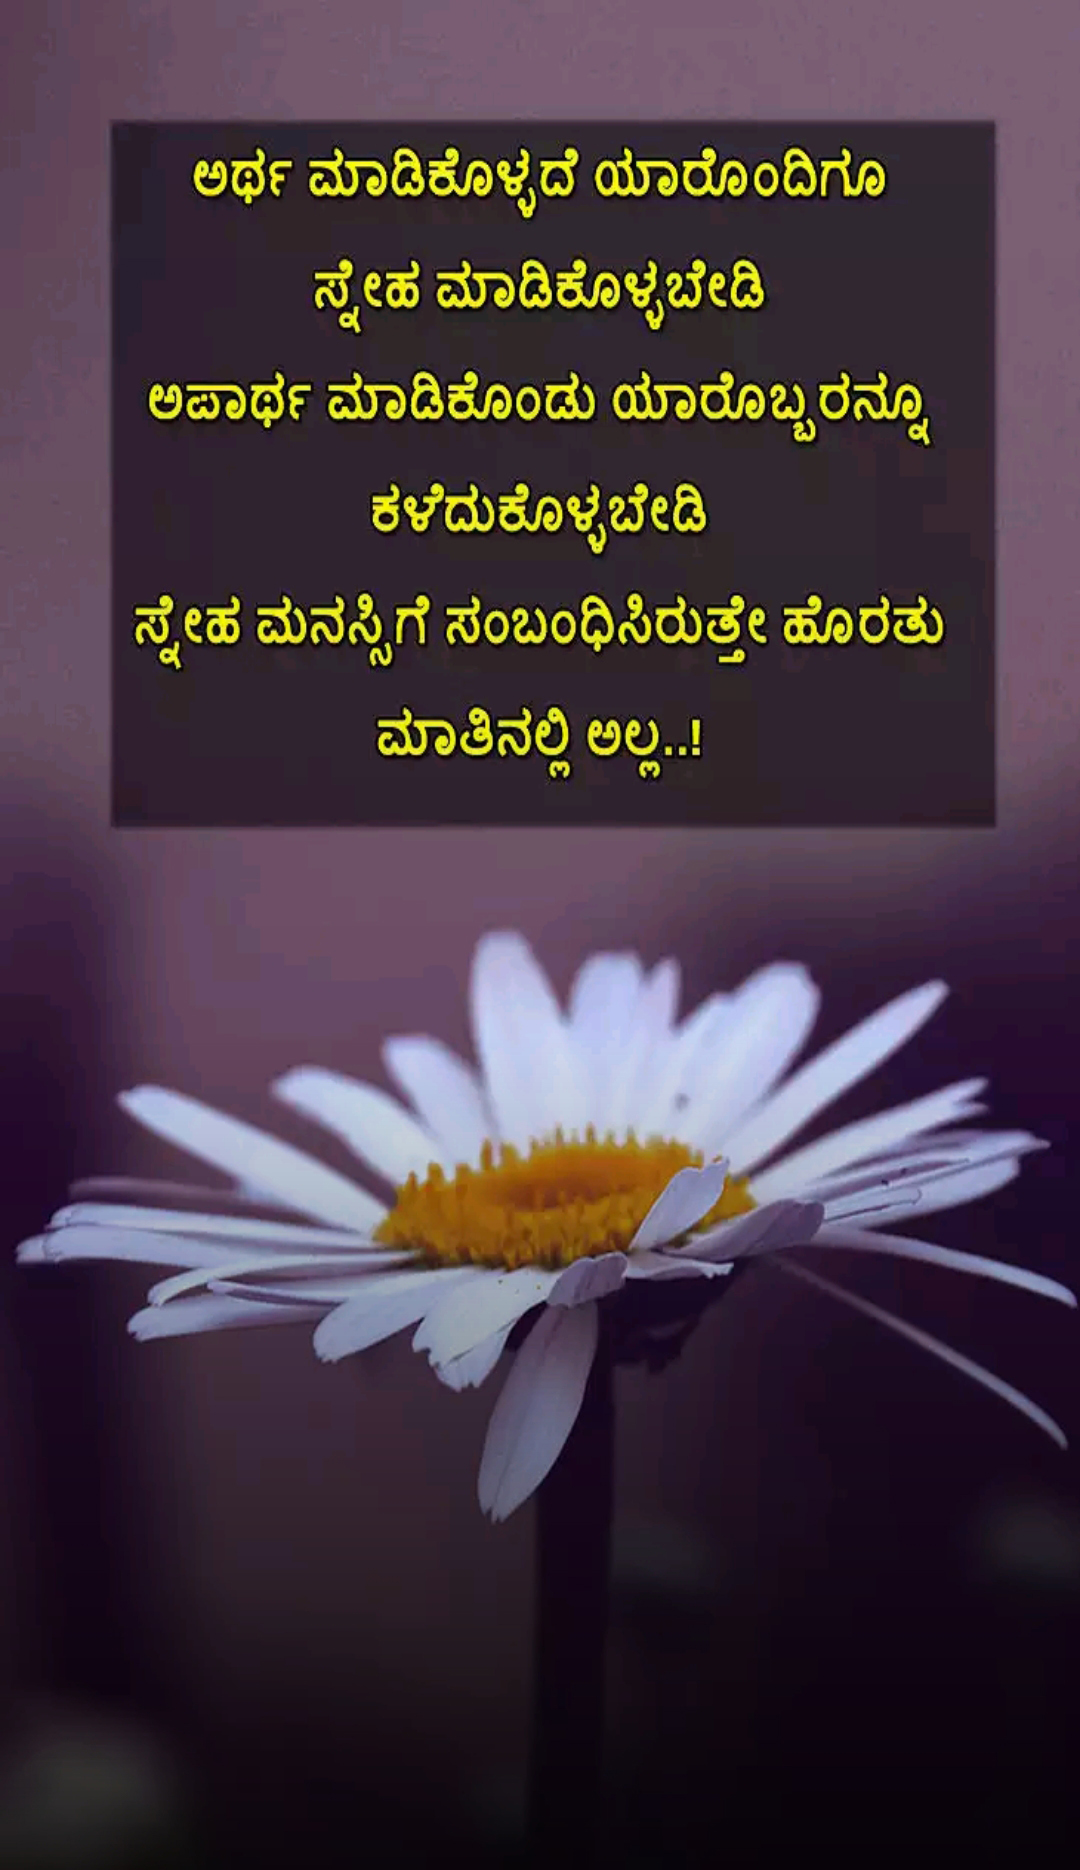 ಅರ್ಥ ಮಾಡಿಕೊಳ್ಳದೆ ಯಾರೊಂದಿಗೂ
ಸ್ನೇಹ ಮಾಡಿಕೊಳ್ಳಬೇಡಿ
ಅಪಾರ್ಥ ಮಾಡಿಕೊಂಡು ಯಾರೊಬ್ಬರನ್ನೂ
ಕಳೆದುಕೊಳ್ಳಬೇಡಿ
ಸ್ನೇಹ ಮನಸ್ಸಿಗೆ ಸಂಬಂಧಿಸಿರುತ್ತೇ ಹೊರತು
ಮಾತಿನಲ್ಲಿ ಅಲ್ಲ..!